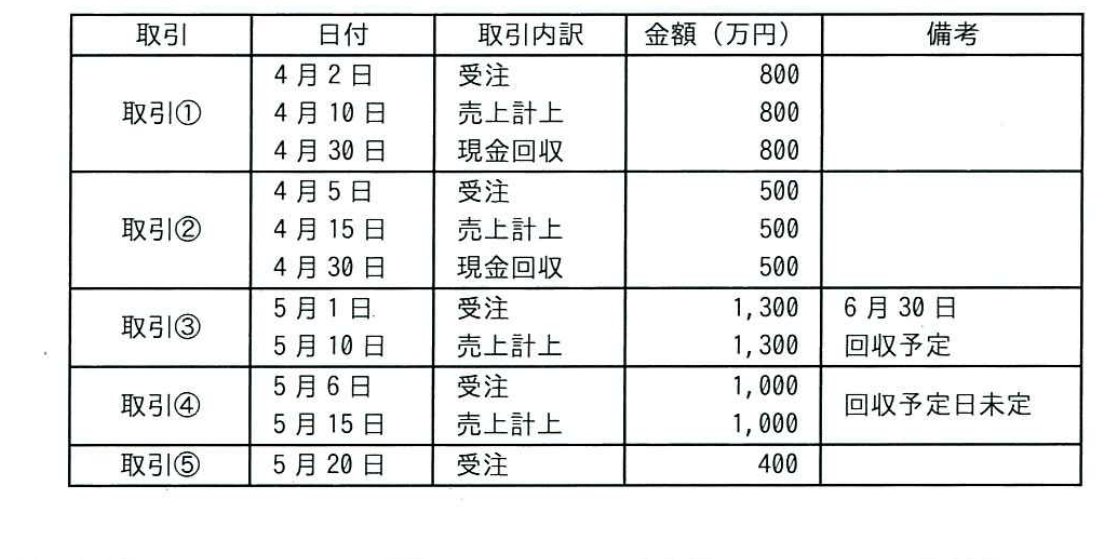 取引 日付 取引内訳 金額（万円） 備考
取引① 4月2日 受注 800
4月10日 売上計上 800
4月30日 現金回収 800
取引② 4月5日 受注 500
4月15日 売上計上 500
4月30日 現金回収 500
取引③ 5月1日 受注 1,300 6月30日
5月10日 売上計上 1,300 回収予定
取引④ 5月6日 受注 1,000 回収予定日未定
5月15日 売上計上 1,000
取引⑤ 5月20日 受注 400